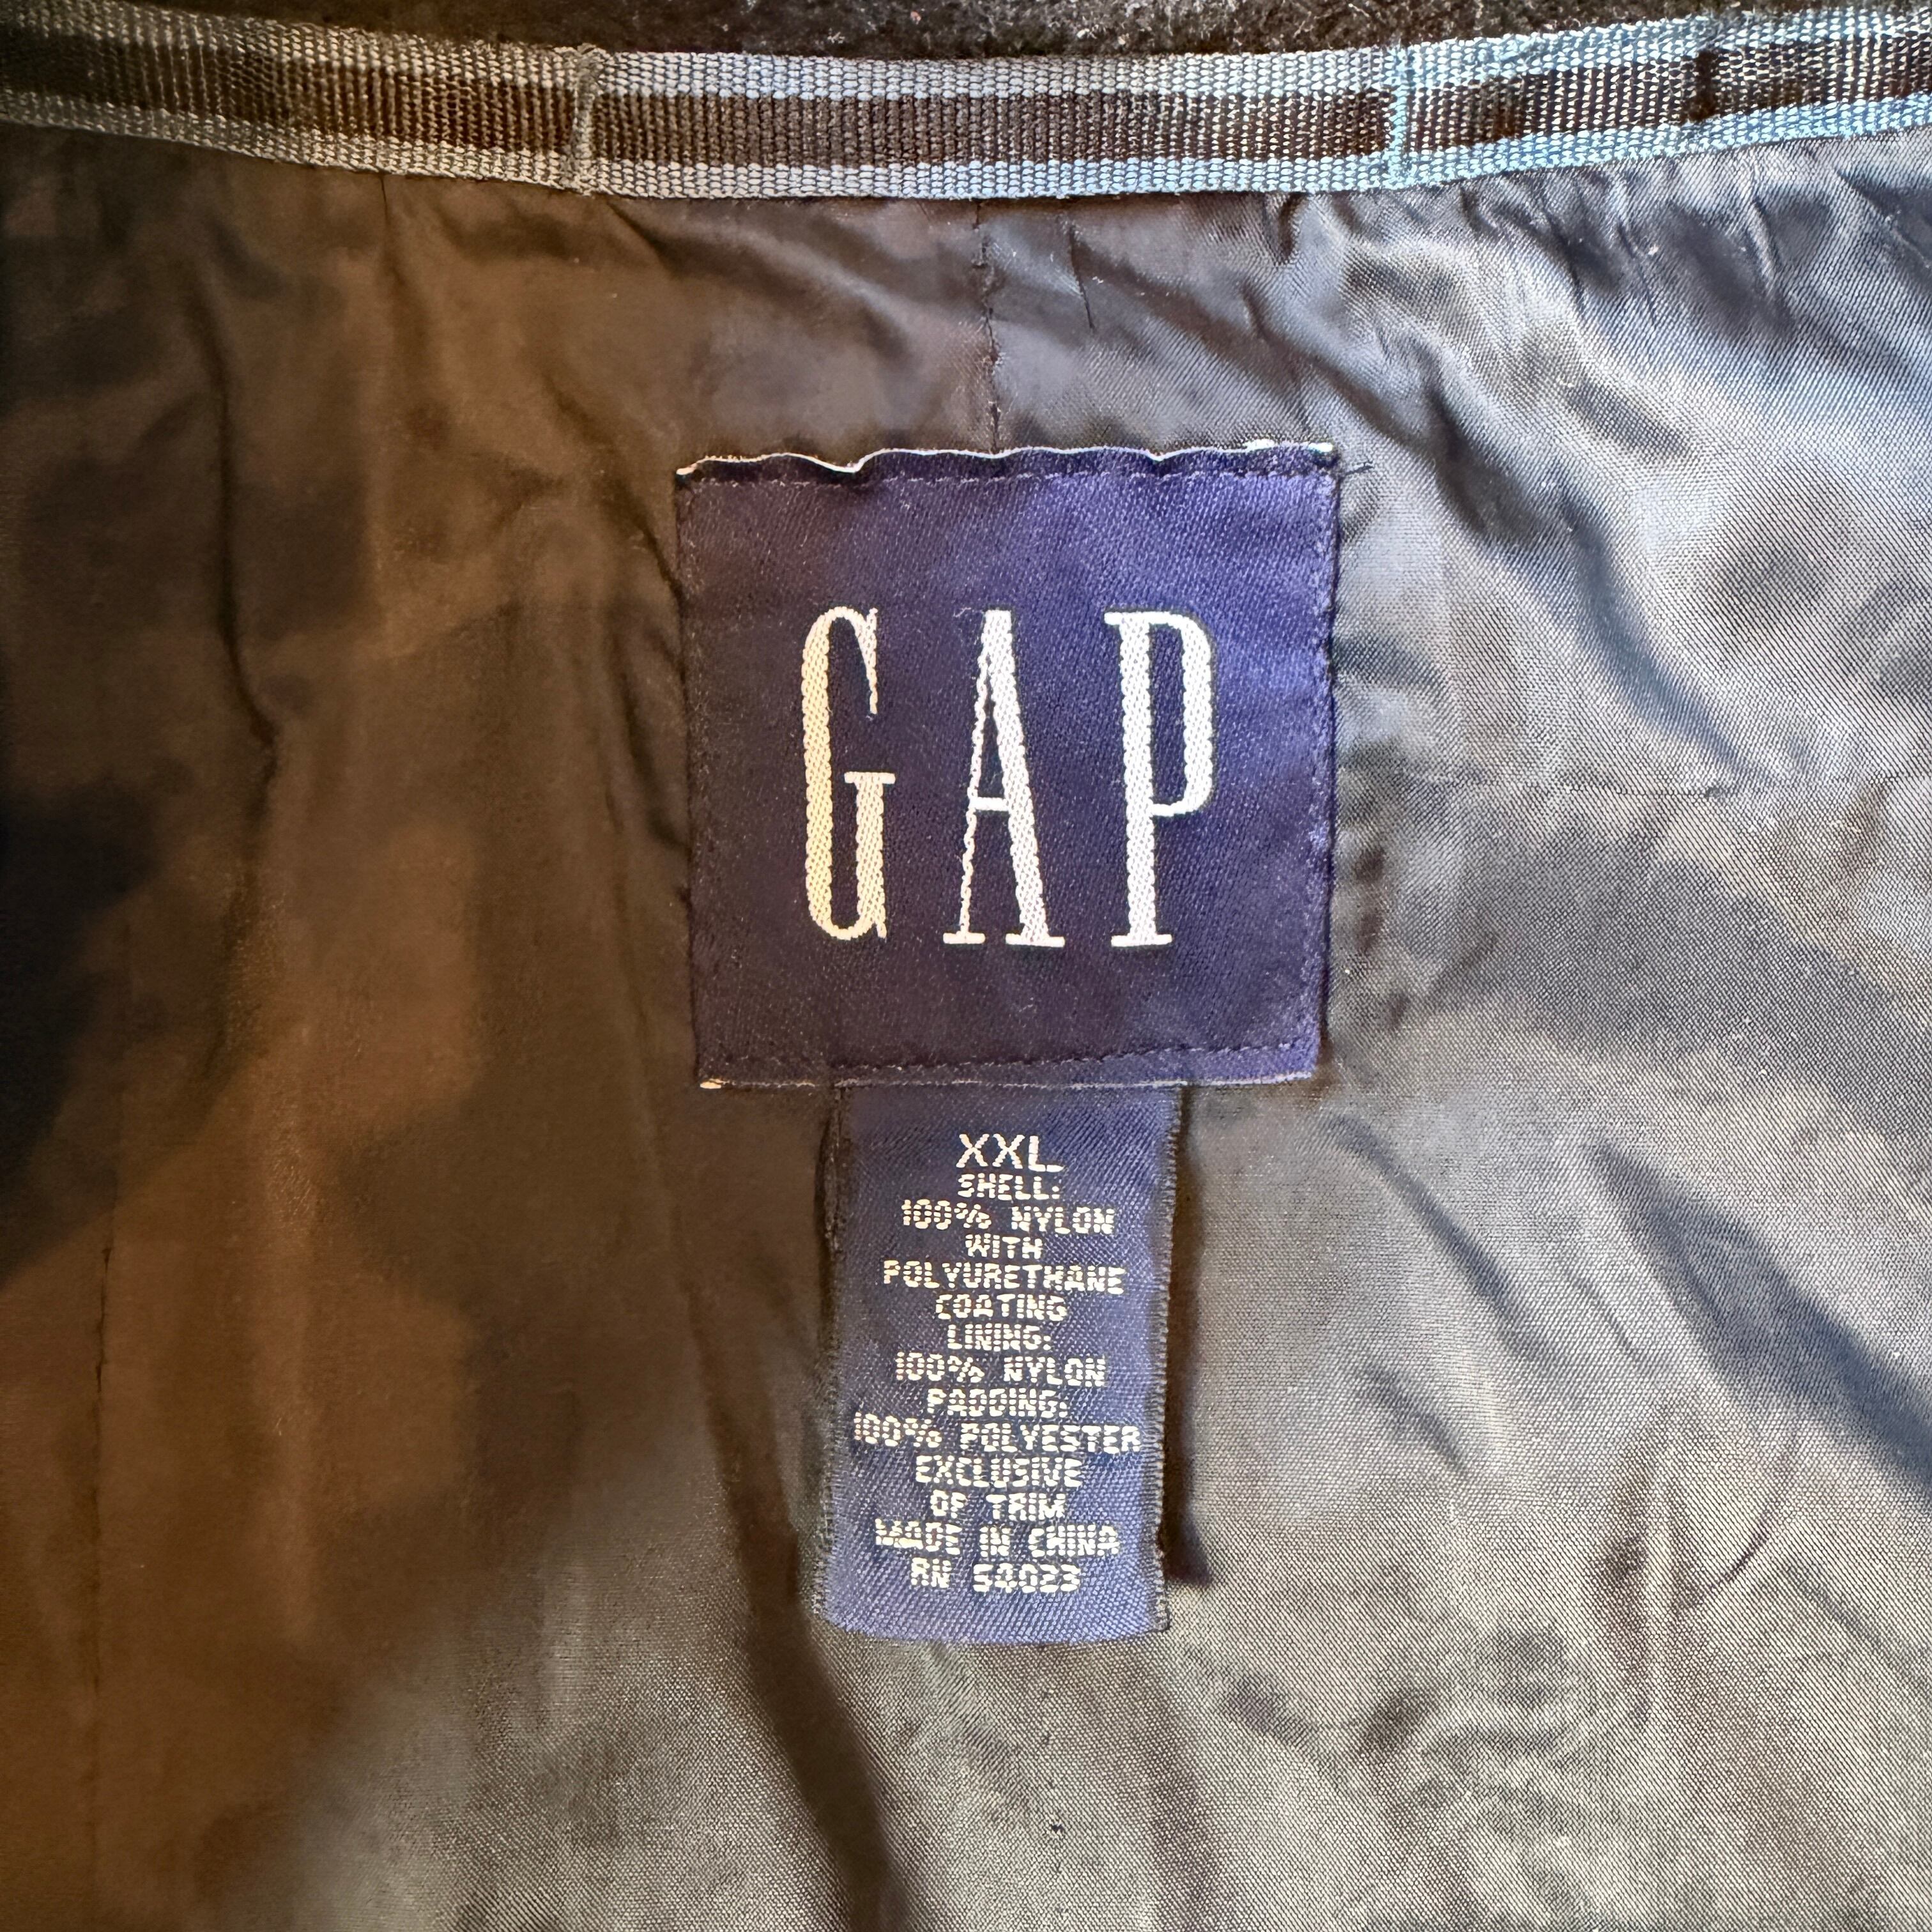 GAP
XXL
SHELL:
100% NYLON
WITH
POLYURETHANE
COATING
LINING:
100% NYLON
PADDING:
100% POLYESTER
EXCLUSIVE
OF TRIM
MADE IN CHINA
RN 54023